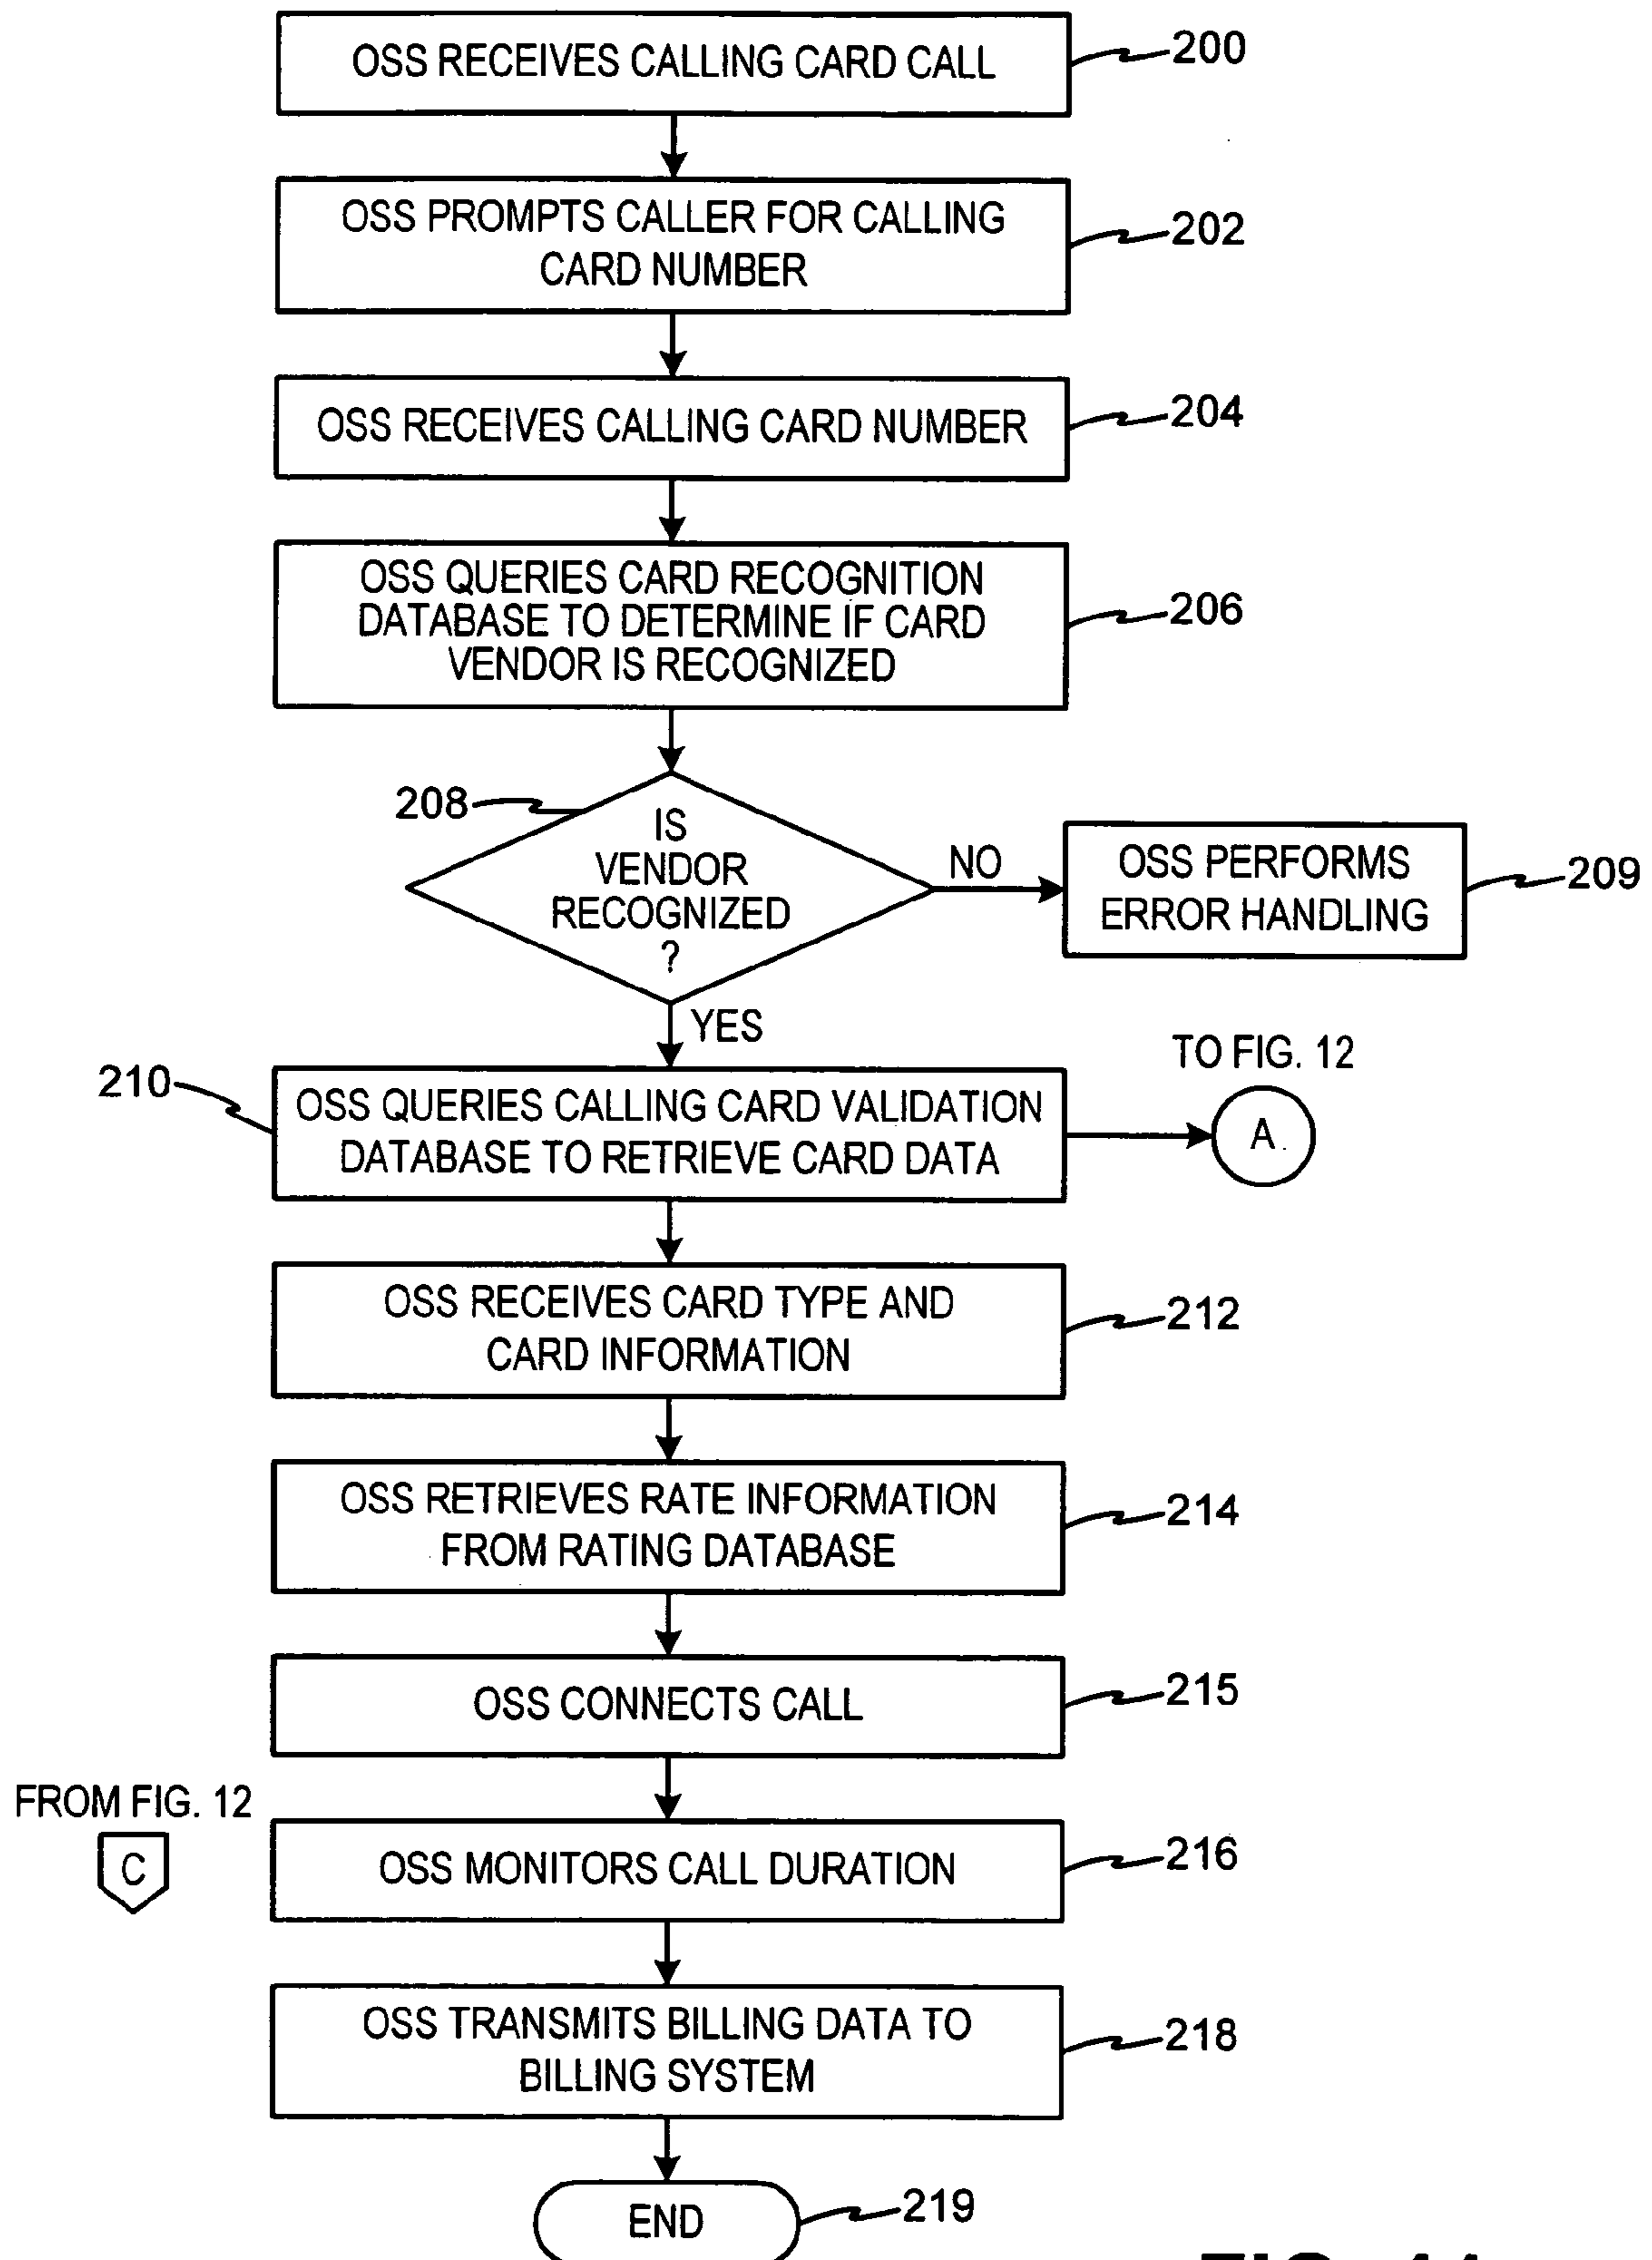 OSS RECEIVES CALLING CARD CALL
200
OSS PROMPTS CALLER FOR CALLING
CARD NUMBER
202
OSS RECEIVES CALLING CARD NUMBER
204
OSS QUERIES CARD RECOGNITION
DATABASE TO DETERMINE IF CARD
VENDOR IS RECOGNIZED
206
208
IS
VENDOR
RECOGNIZED
?
NO
OSS PERFORMS
ERROR HANDLING
209
YES
TO FIG. 12
A
210
OSS QUERIES CALLING CARD VALIDATION
DATABASE TO RETRIEVE CARD DATA
OSS RECEIVES CARD TYPE AND
CARD INFORMATION
212
OSS RETRIEVES RATE INFORMATION
FROM RATING DATABASE
214
OSS CONNECTS CALL
215
FROM FIG. 12
C
OSS MONITORS CALL DURATION
216
OSS TRANSMITS BILLING DATA TO
BILLING SYSTEM
218
END
219